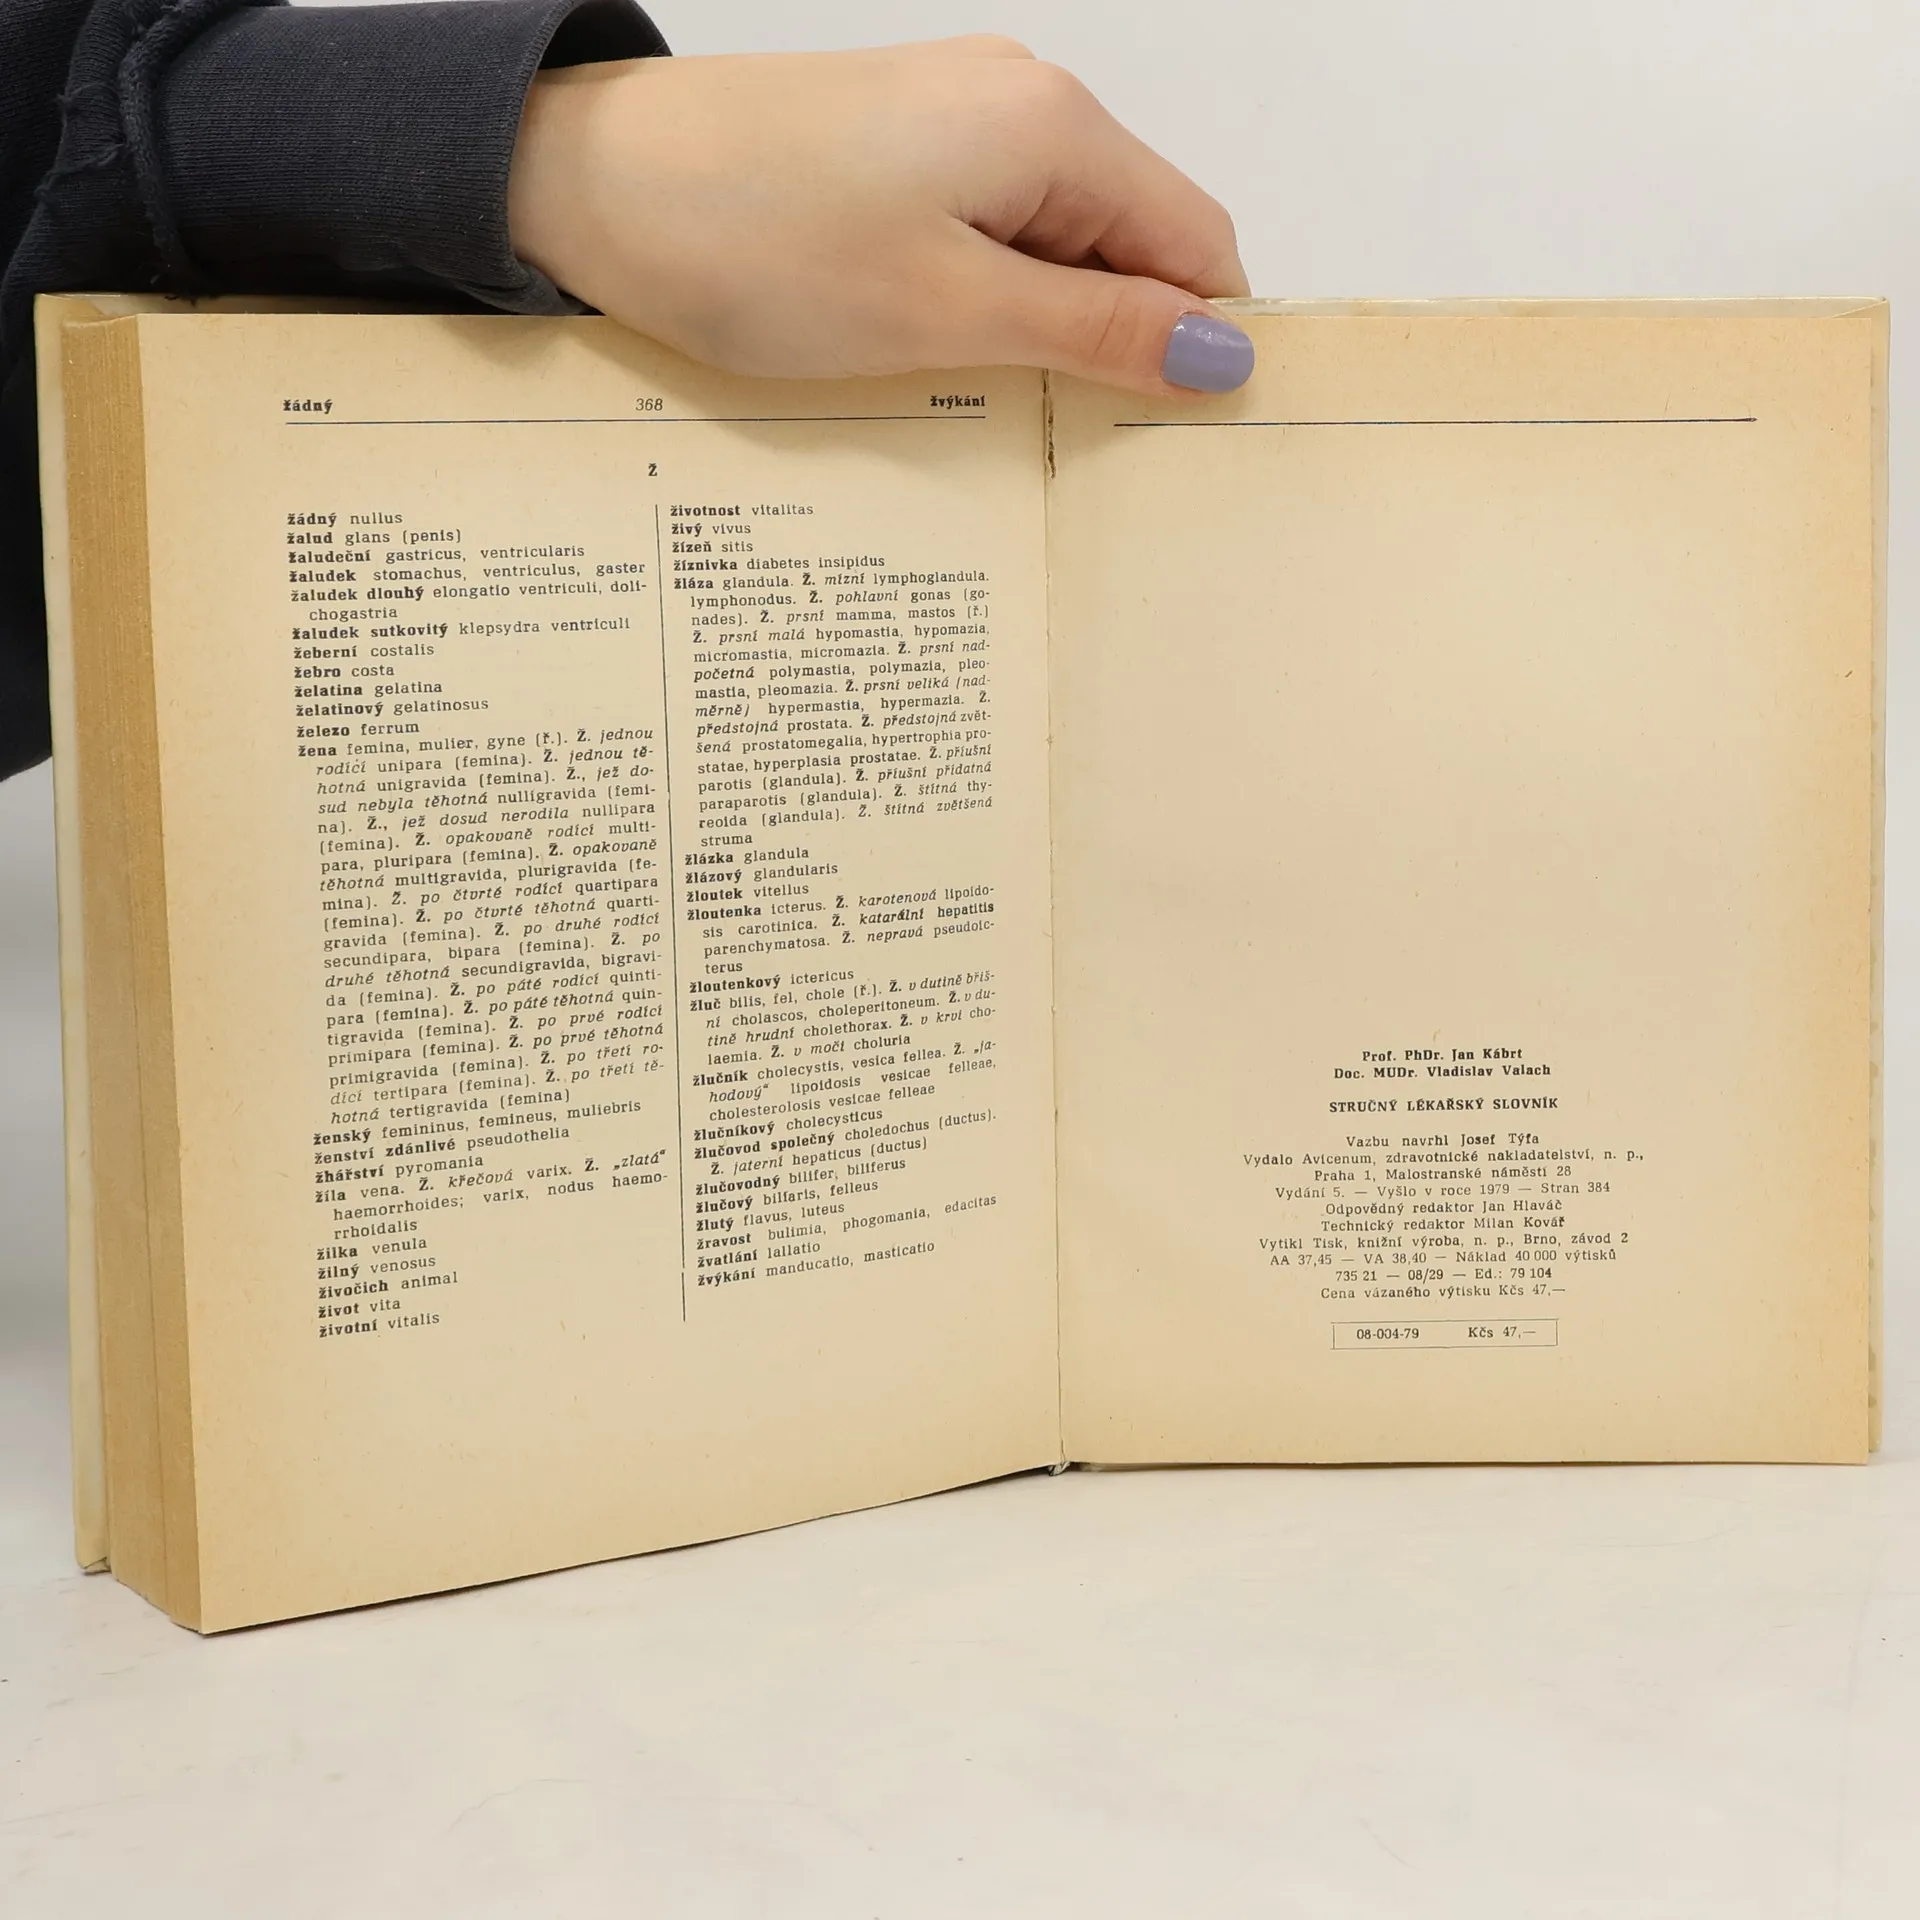 žádný 368 žvýkání
Ž
žádný nullus
žalud glans (penis)
žaludeční gastricus, ventricularis
žaludek stomachus, ventriculus, gaster
žaludek dlouhý elongatio ventriculi, doli-
chogastria
žaludek sutkovitý klepsydra ventriculi
žeberní costalis
žebro costa
želatina gelatina
želatinový gelatinosus
železo ferrum
žena femina, mulier, gyne (ř.). Ž. jednou
rodící unipara (femina). Ž. jednou tě-
hotná unigravida (femina). Ž., jež do-
sud nebyla těhotná nulligravida (femi-
na). Ž., jež dosud nerodila nullipara
(femina). Ž. opakovaně rodící multi-
para, pluripara (femina). Ž. opakovaně
těhotná multigravida, plurigravida (fe-
mina). Ž. po čtvrté rodící quartipara
(femina). Ž. po čtvrté těhotná quarti-
gravida (femina). Ž. po druhé rodící
secundipara, bipara (femina). Ž. po
druhé těhotná secundigravida, bigravi-
da (femina). Ž. po páté rodící quinti-
para (femina). Ž. po páté těhotná quin-
tigravida (femina). Ž. po prvé rodící
primipara (femina). Ž. po prvé těhotná
primigravida (femina). Ž. po třetí ro-
dící tertipara (femina). Ž. po třetí tě-
hotná tertigravida (femina)
ženský femininus, femineus, muliebris
ženství zdánlivé pseudothelia
žhářství pyromania
žíla vena. Ž. křečová varix. Ž. „zlatá“
haemorrhoides; varix, nodus haemo-
rrhoidalis
žilka venula
žilný venosus
živočich animal
život vita
životní vitalis
životnost vitalitas
živý vivus
žízeň sitis
žíznivka diabetes insipidus
žláza glandula. Ž. mízní lymphoglandula.
lymphonodus. Ž. pohlavní gonas (go-
nades). Ž. prsní mamma, mastos (ř.)
Ž. prsní malá hypomastia, hypomazia,
micromastia, micromazia. Ž. prsní nad-
početná polymastia, polymazia, pleo-
mastia, pleomazia. Ž. prsní veliká (nad-
měrně) hypermastia, hypermazia. Ž.
předstojná prostata. Ž. předstojná zvět-
šená prostatomegalia, hypertrophia pro-
statae, hyperplasia prostatae. Ž. příušní
parotis (glandula). Ž. příušní přídatná
paraparotis (glandula). Ž. štítná thy-
reoida (glandula). Ž. štítná zvětšená
struma
žlázka glandula
žlázový glandularis
žloutek vitellus
žloutenka icterus. Ž. karotenová lipoido-
sis carotinica. Ž. katarální hepatitis
parenchymatosa. Ž. nepravá pseudoic-
terus
žloutenkový ictericus
žluč bilis, fel, chole (ř.). Ž. v dutině břiš-
ní cholascos, choleperitoneum. Ž. v du-
tině hrudní cholethorax. Ž. v krvi cho-
laemia. Ž. v moči choluria
žlučník cholecystis, vesica fellea. Ž. „ja-
hodový“ lipoidosis vesicae felleae,
cholesterolosis vesicae felleae
žlučníkový cholecysticus
žlučovod společný choledochus (ductus).
Ž. jaterní hepaticus (ductus)
žlučovodný bilifer, biliferus
žlučový biliaris, felleus
žlutý flavus, luteus
žravost bulimia, phogomania, edacitas
žvatlání lallatio
žvýkání manducatio, masticatio
Prof. PhDr. Jan Kábrt
Doc. MUDr. Vladislav Valach
STRUČNÝ LÉKAŘSKÝ SLOVNÍK
Vazbu navrhl Josef Týfa
Vydalo Avicenum, zdravotnické nakladatelství, n. p.,
Praha 1, Malostranské náměstí 28
Vydání 5. — Vyšlo v roce 1979 — Stran 384
Odpovědný redaktor Jan Hlaváč
Technický redaktor Milan Kovář
Vytikl Tisk, knižní výroba, n. p., Brno, závod 2
AA 37,45 — VA 38,40 — Náklad 40 000 výtisků
735 21 — 08/29 — Ed.: 79 104
Cena vázaného výtisku Kčs 47,—
08-004-79 Kčs 47,—